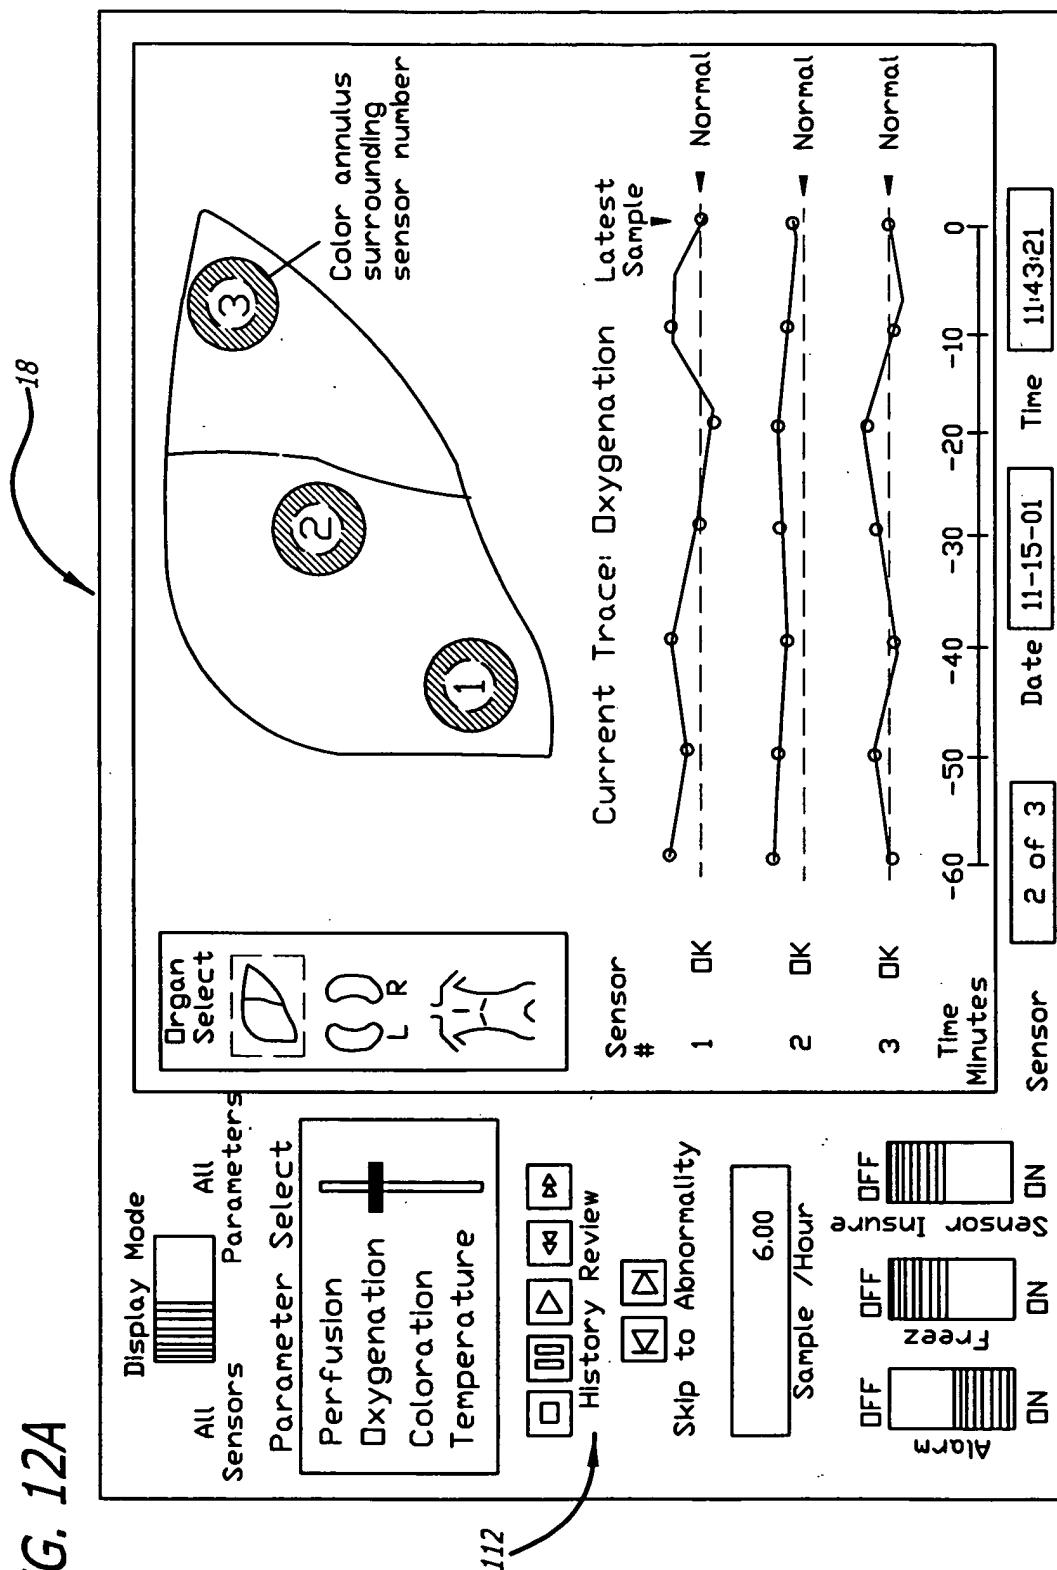 G. 12A
18
112
Display Mode
All
Sensors
All
Parameters
Parameter Select
Perfusion
Oxygenation
Coloration
Temperature
History Review
Skip to Abnormality
6.00
Sample /Hour
OFF
Alarm
ON
OFF
Freez
ON
OFF
Sensor Insure
ON
Organ
Select
L
R
1
2
3
Color annulus
surrounding
sensor number
Current Trace: Oxygenation
Latest
Sample
Sensor
#
1 OK Normal
2 OK Normal
3 OK Normal
Time
Minutes
-60 -50 -40 -30 -20 -10 0
Sensor 2 of 3 Date 11-15-01 Time 11:43:21